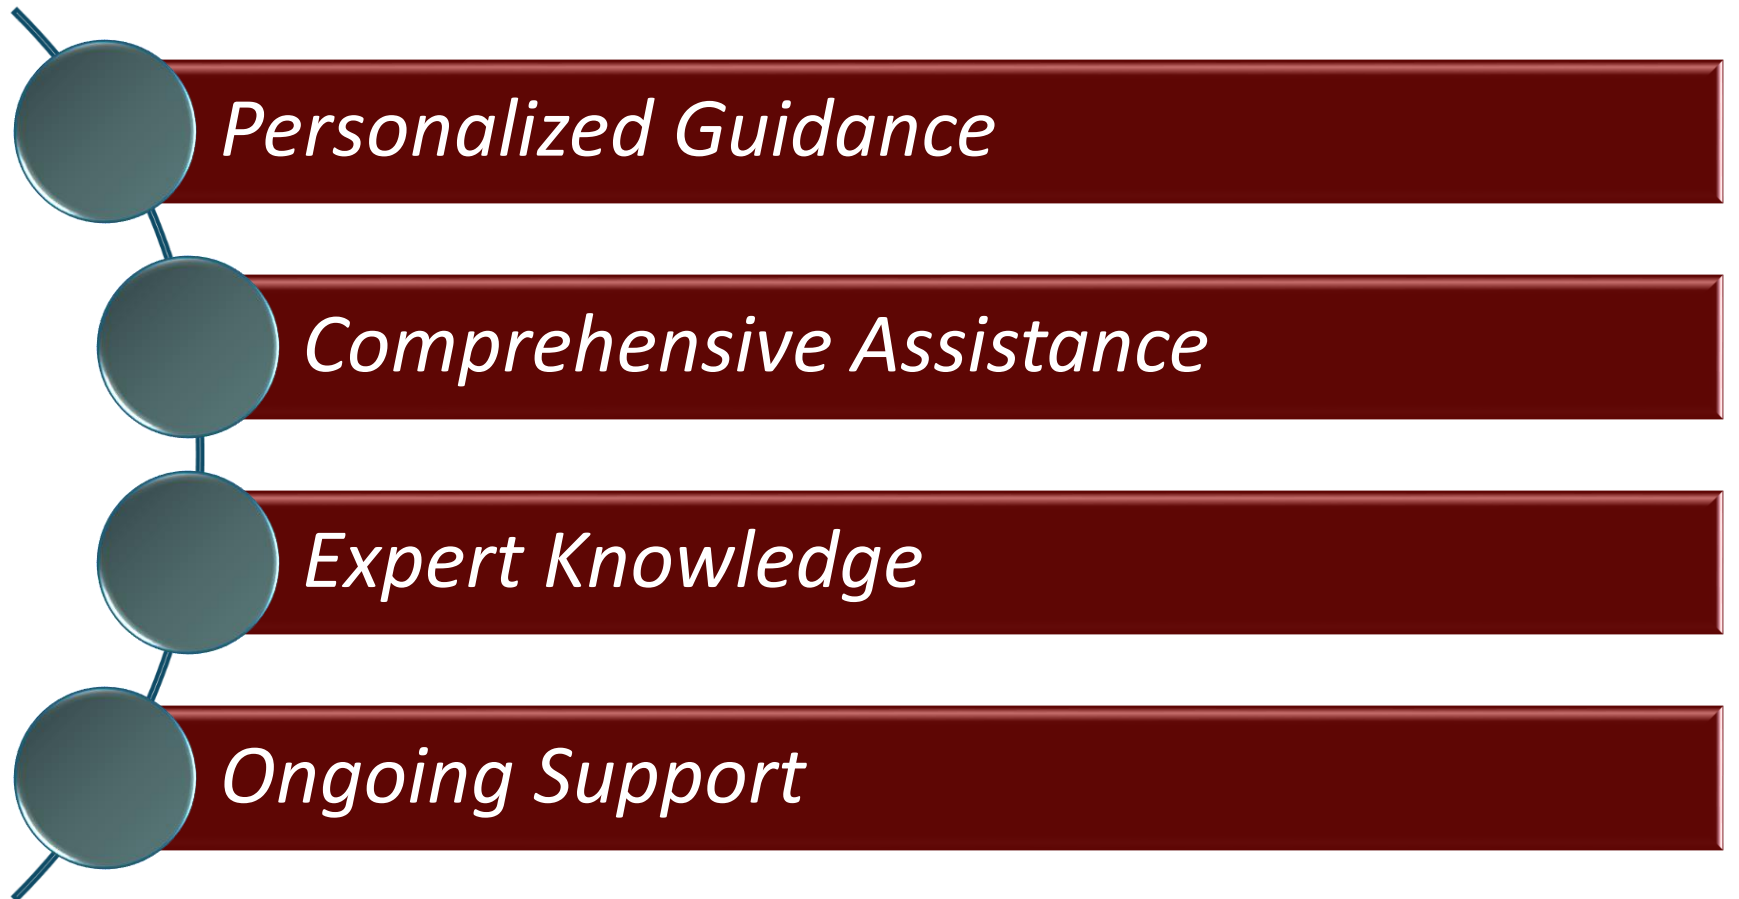 Personalized Guidance
Comprehensive Assistance
Expert Knowledge
Ongoing Support